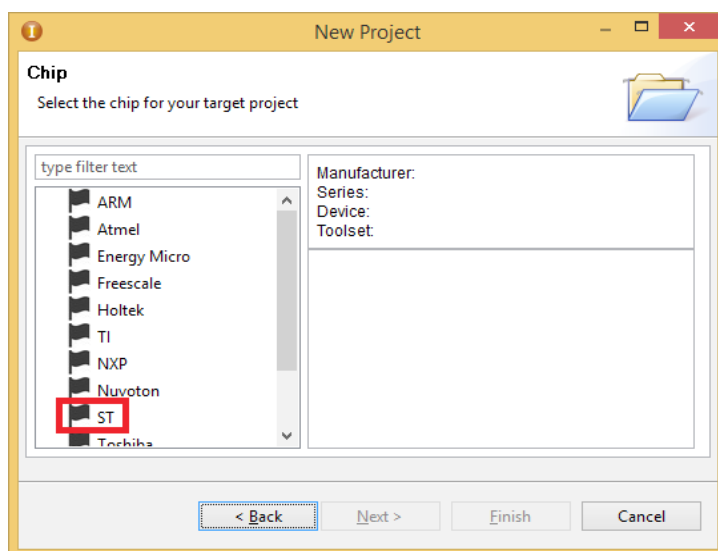 New Project
Chip
Select the chip for your target project
type filter text
ARM
Atmel
Energy Micro
Freescale
Holtek
TI
NXP
Nuvoton
ST
Toshiba
Manufacturer:
Series:
Device:
Toolset:
< Back
Next >
Finish
Cancel